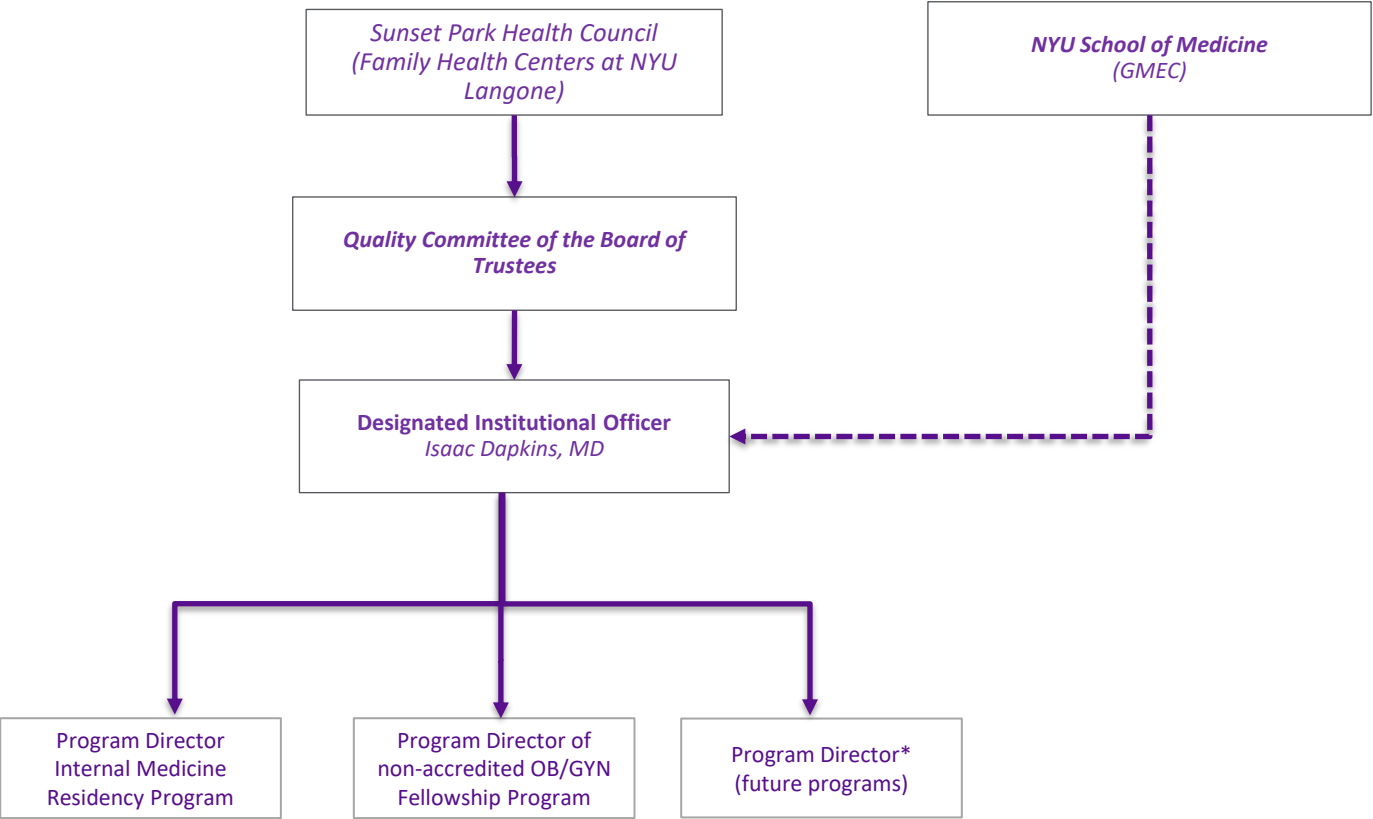 Sunset Park Health Council
(Family Health Centers at NYU
Langone)
NYU School of Medicine
(GMEC)
Quality Committee of the Board of
Trustees
Designated Institutional Officer
Isaac Dapkins, MD
Program Director
Internal Medicine
Residency Program
Program Director of
non-accredited OB/GYN
Fellowship Program
Program Director*
(future programs)